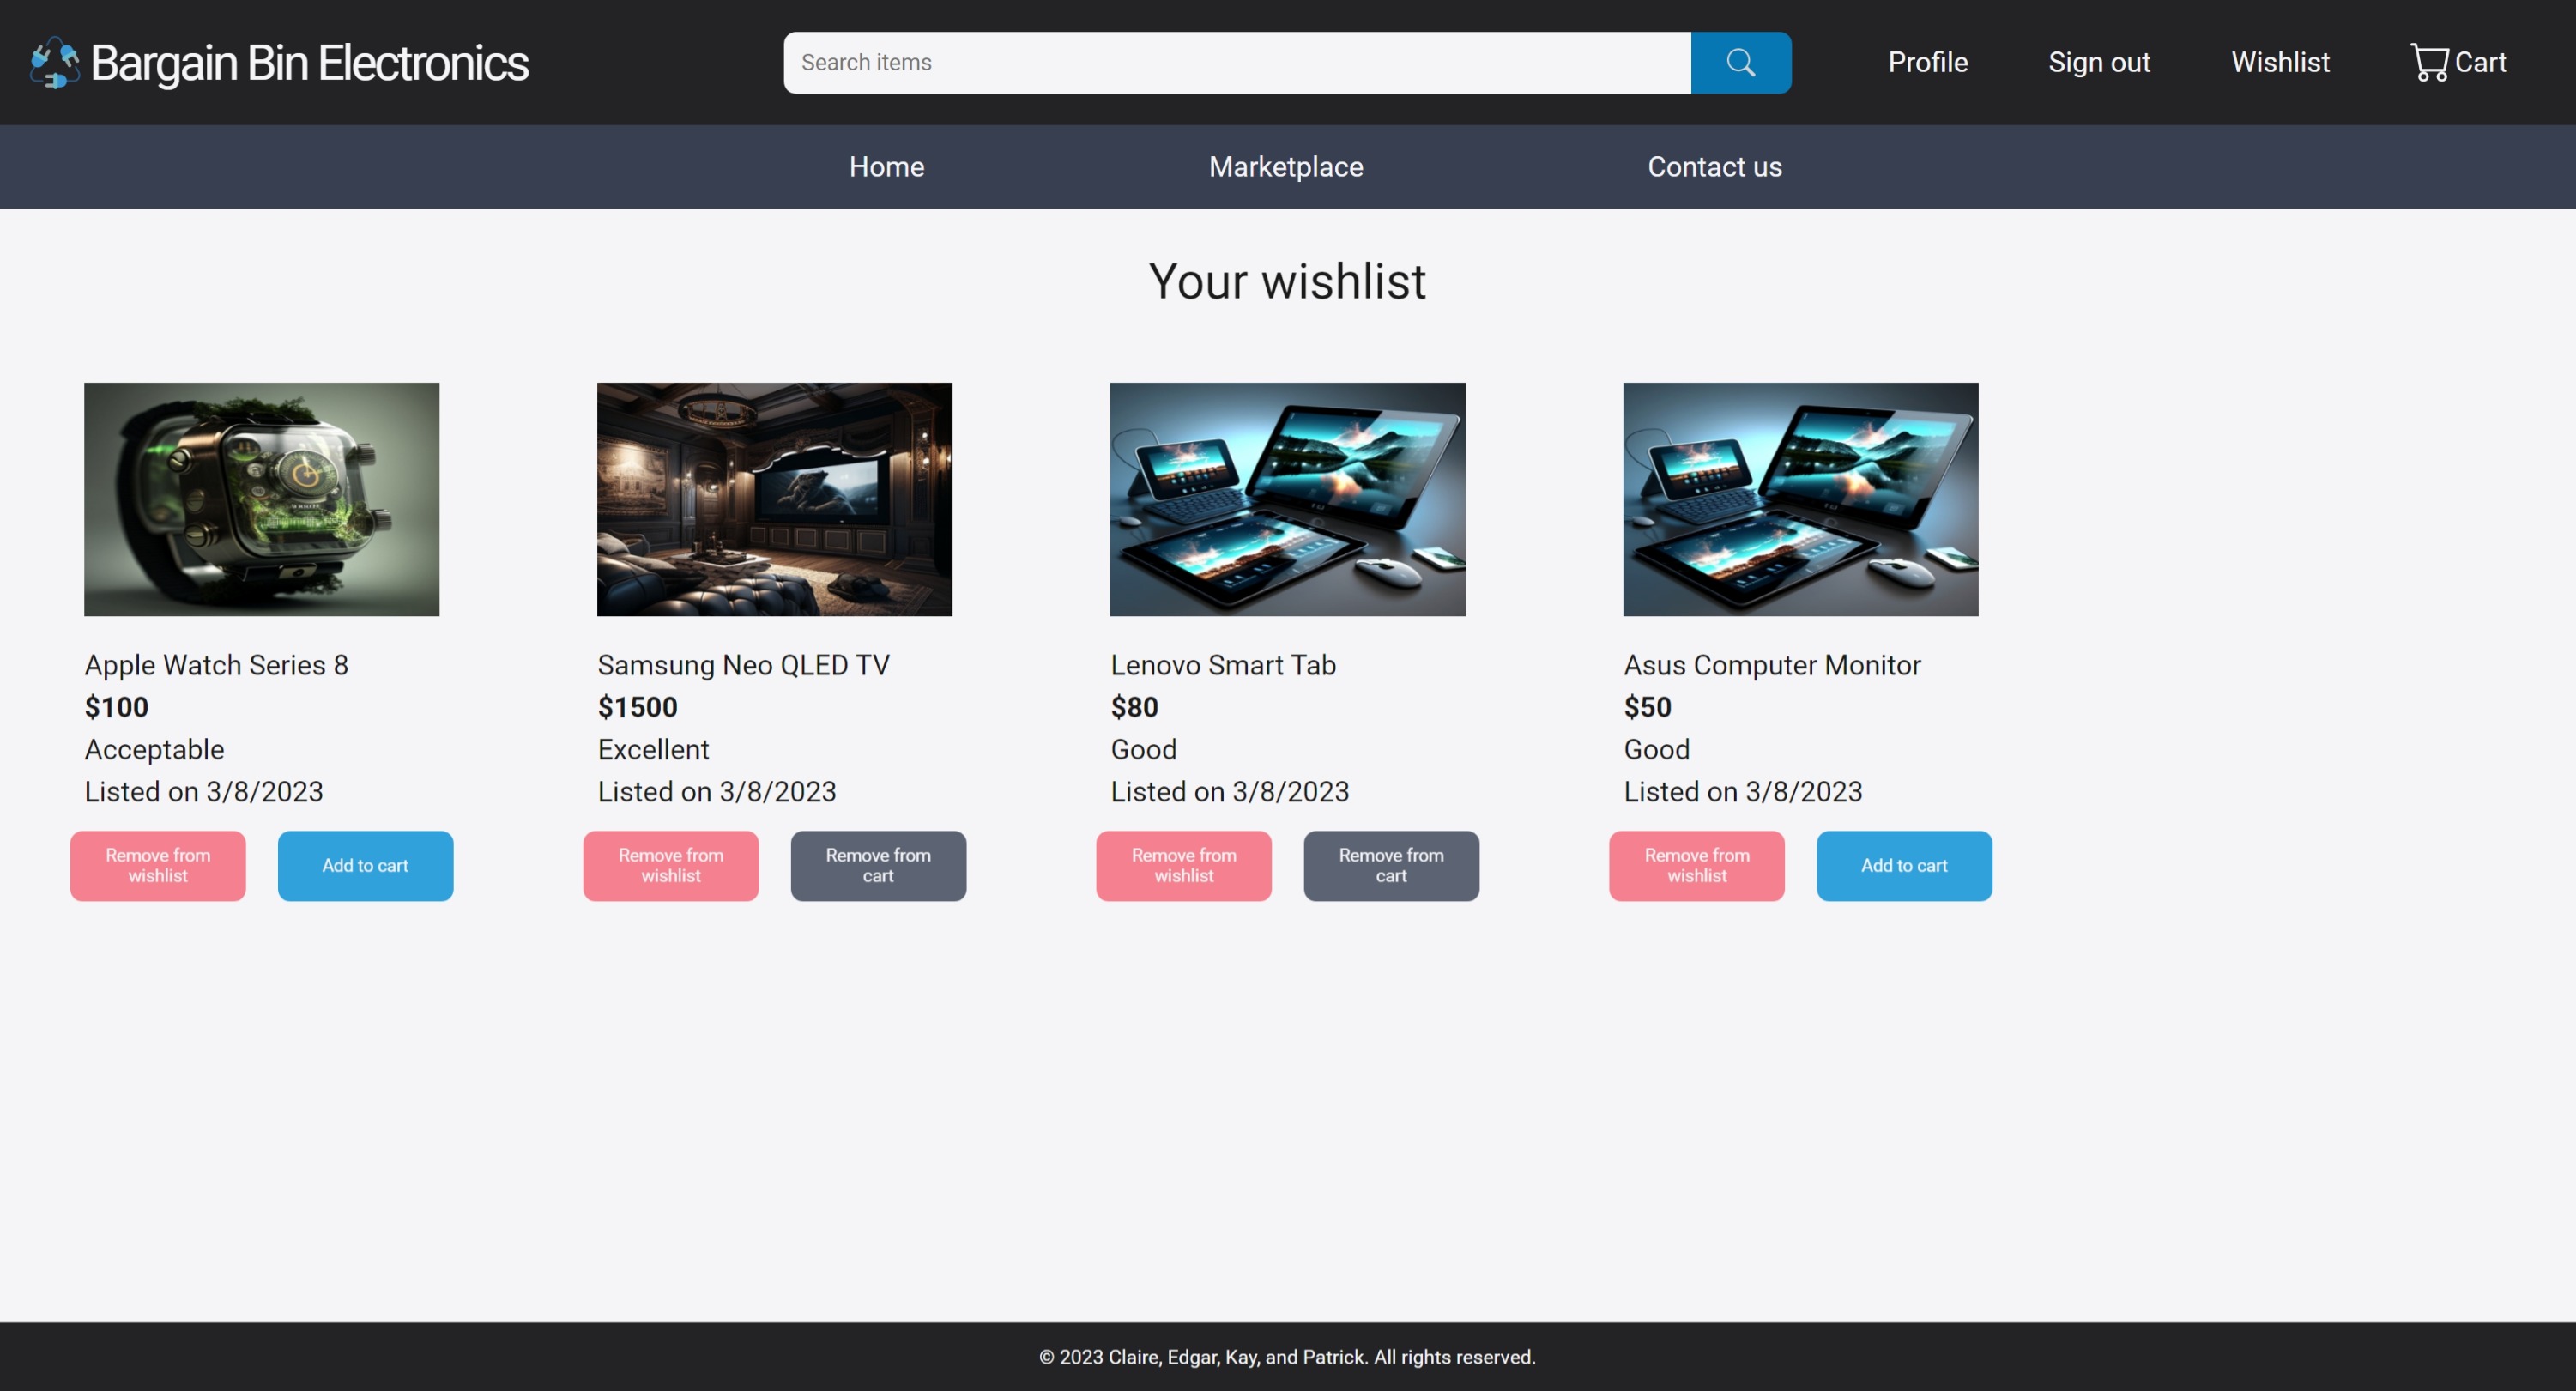 Bargain Bin Electronics
Search items
Profile
Sign out
Wishlist
Cart
Home
Marketplace
Contact us
Your wishlist
Apple Watch Series 8
$100
Acceptable
Listed on 3/8/2023
Remove from
wishlist
Add to cart
Samsung Neo QLED TV
$1500
Excellent
Listed on 3/8/2023
Remove from
wishlist
Remove from
cart
Lenovo Smart Tab
$80
Good
Listed on 3/8/2023
Remove from
wishlist
Remove from
cart
Asus Computer Monitor
$50
Good
Listed on 3/8/2023
Remove from
wishlist
Add to cart
© 2023 Claire, Edgar, Kay, and Patrick. All rights reserved.